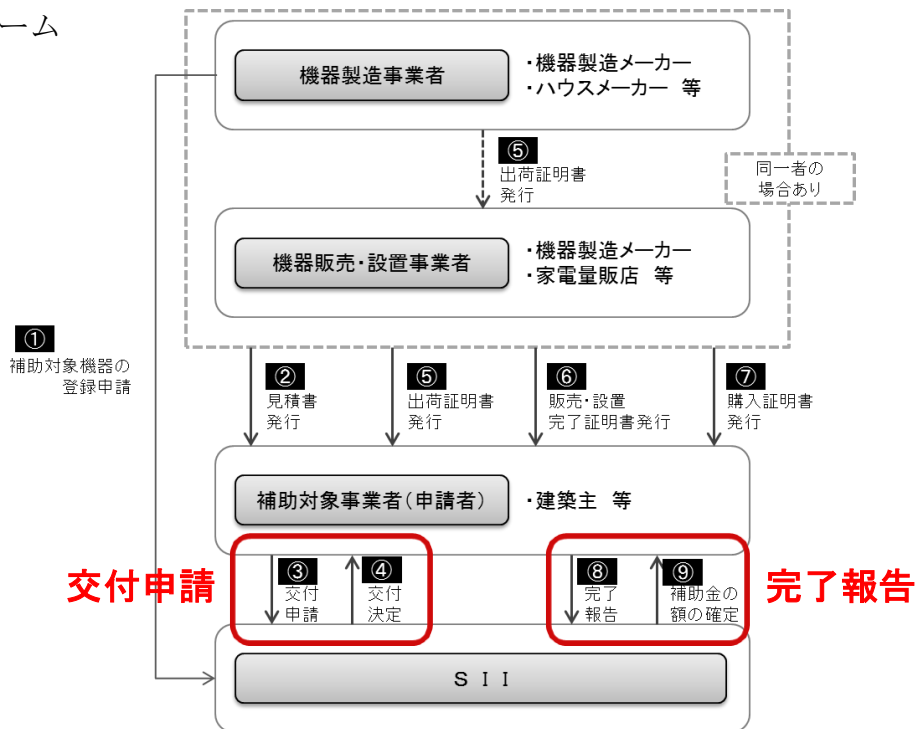 ーム
機器製造事業者
・機器製造メーカー
・ハウスメーカー 等
⑤
出荷証明書
発行
同一者の
場合あり
機器販売・設置事業者
・機器製造メーカー
・家電量販店 等
①
補助対象機器の
登録申請
②
見積書
発行
⑤
出荷証明書
発行
⑥
販売・設置
完了証明書発行
⑦
購入証明書
発行
補助対象事業者(申請者)
・建築主 等
交付申請
③
交付
申請
④
交付
決定
⑧
完了
報告
⑨
補助金の
額の確定
完了報告
SII